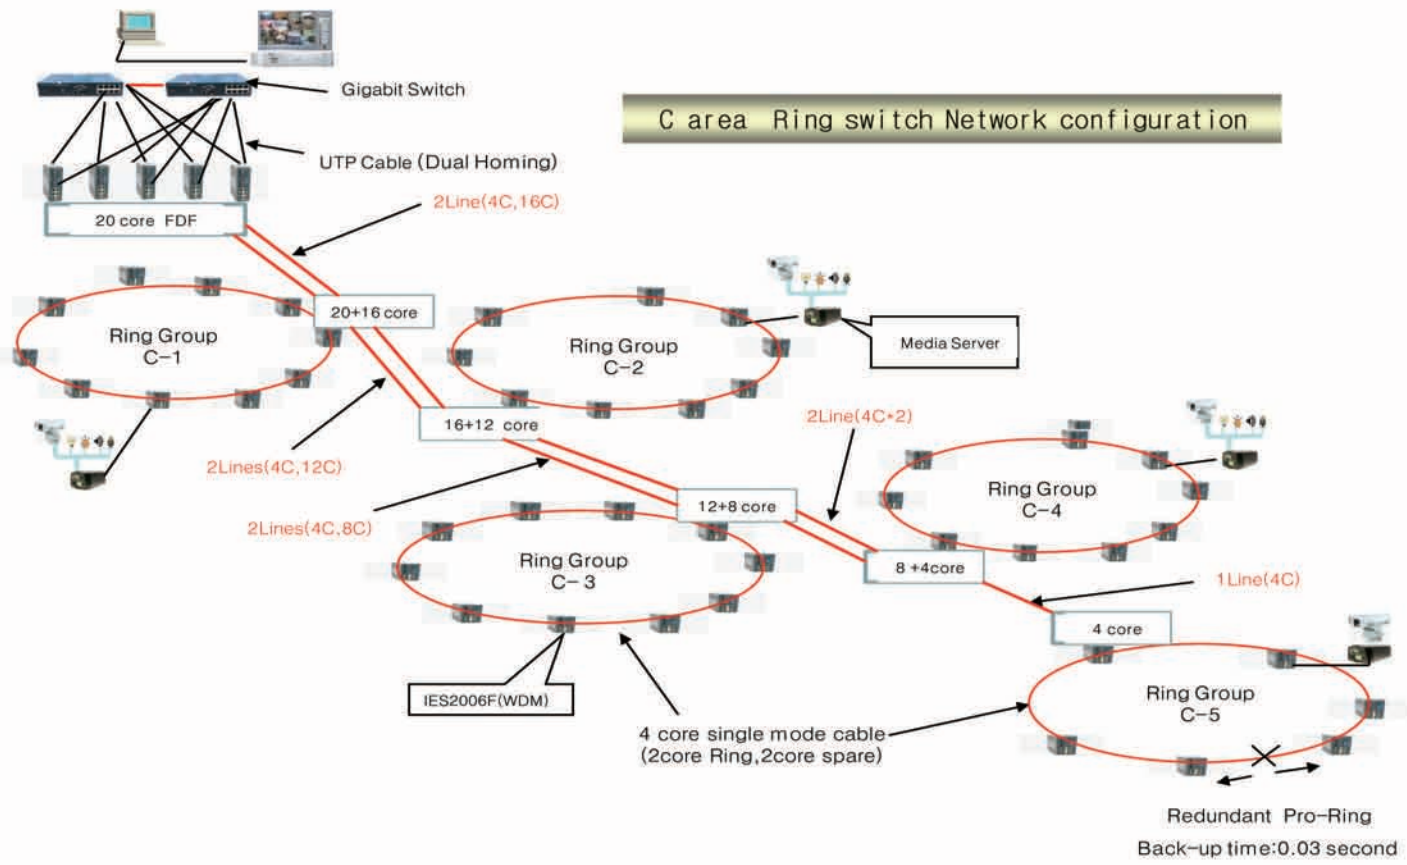 Gigabit Switch
C area Ring switch Network configuration
UTP Cable (Dual Homing)
2Line(4C,16C)
20 core FDF
20+16 core
Ring Group
C-1
Ring Group
C-2
Media Server
16+12 core
2Line(4C*2)
2Lines(4C,12C)
Ring Group
C-4
12+8 core
2Lines(4C,8C)
Ring Group
C-3
8 +4core
1Line(4C)
4 core
IES2006F(WDM)
Ring Group
C-5
4 core single mode cable
(2core Ring,2core spare)
Redundant Pro-Ring
Back-up time:0.03 second